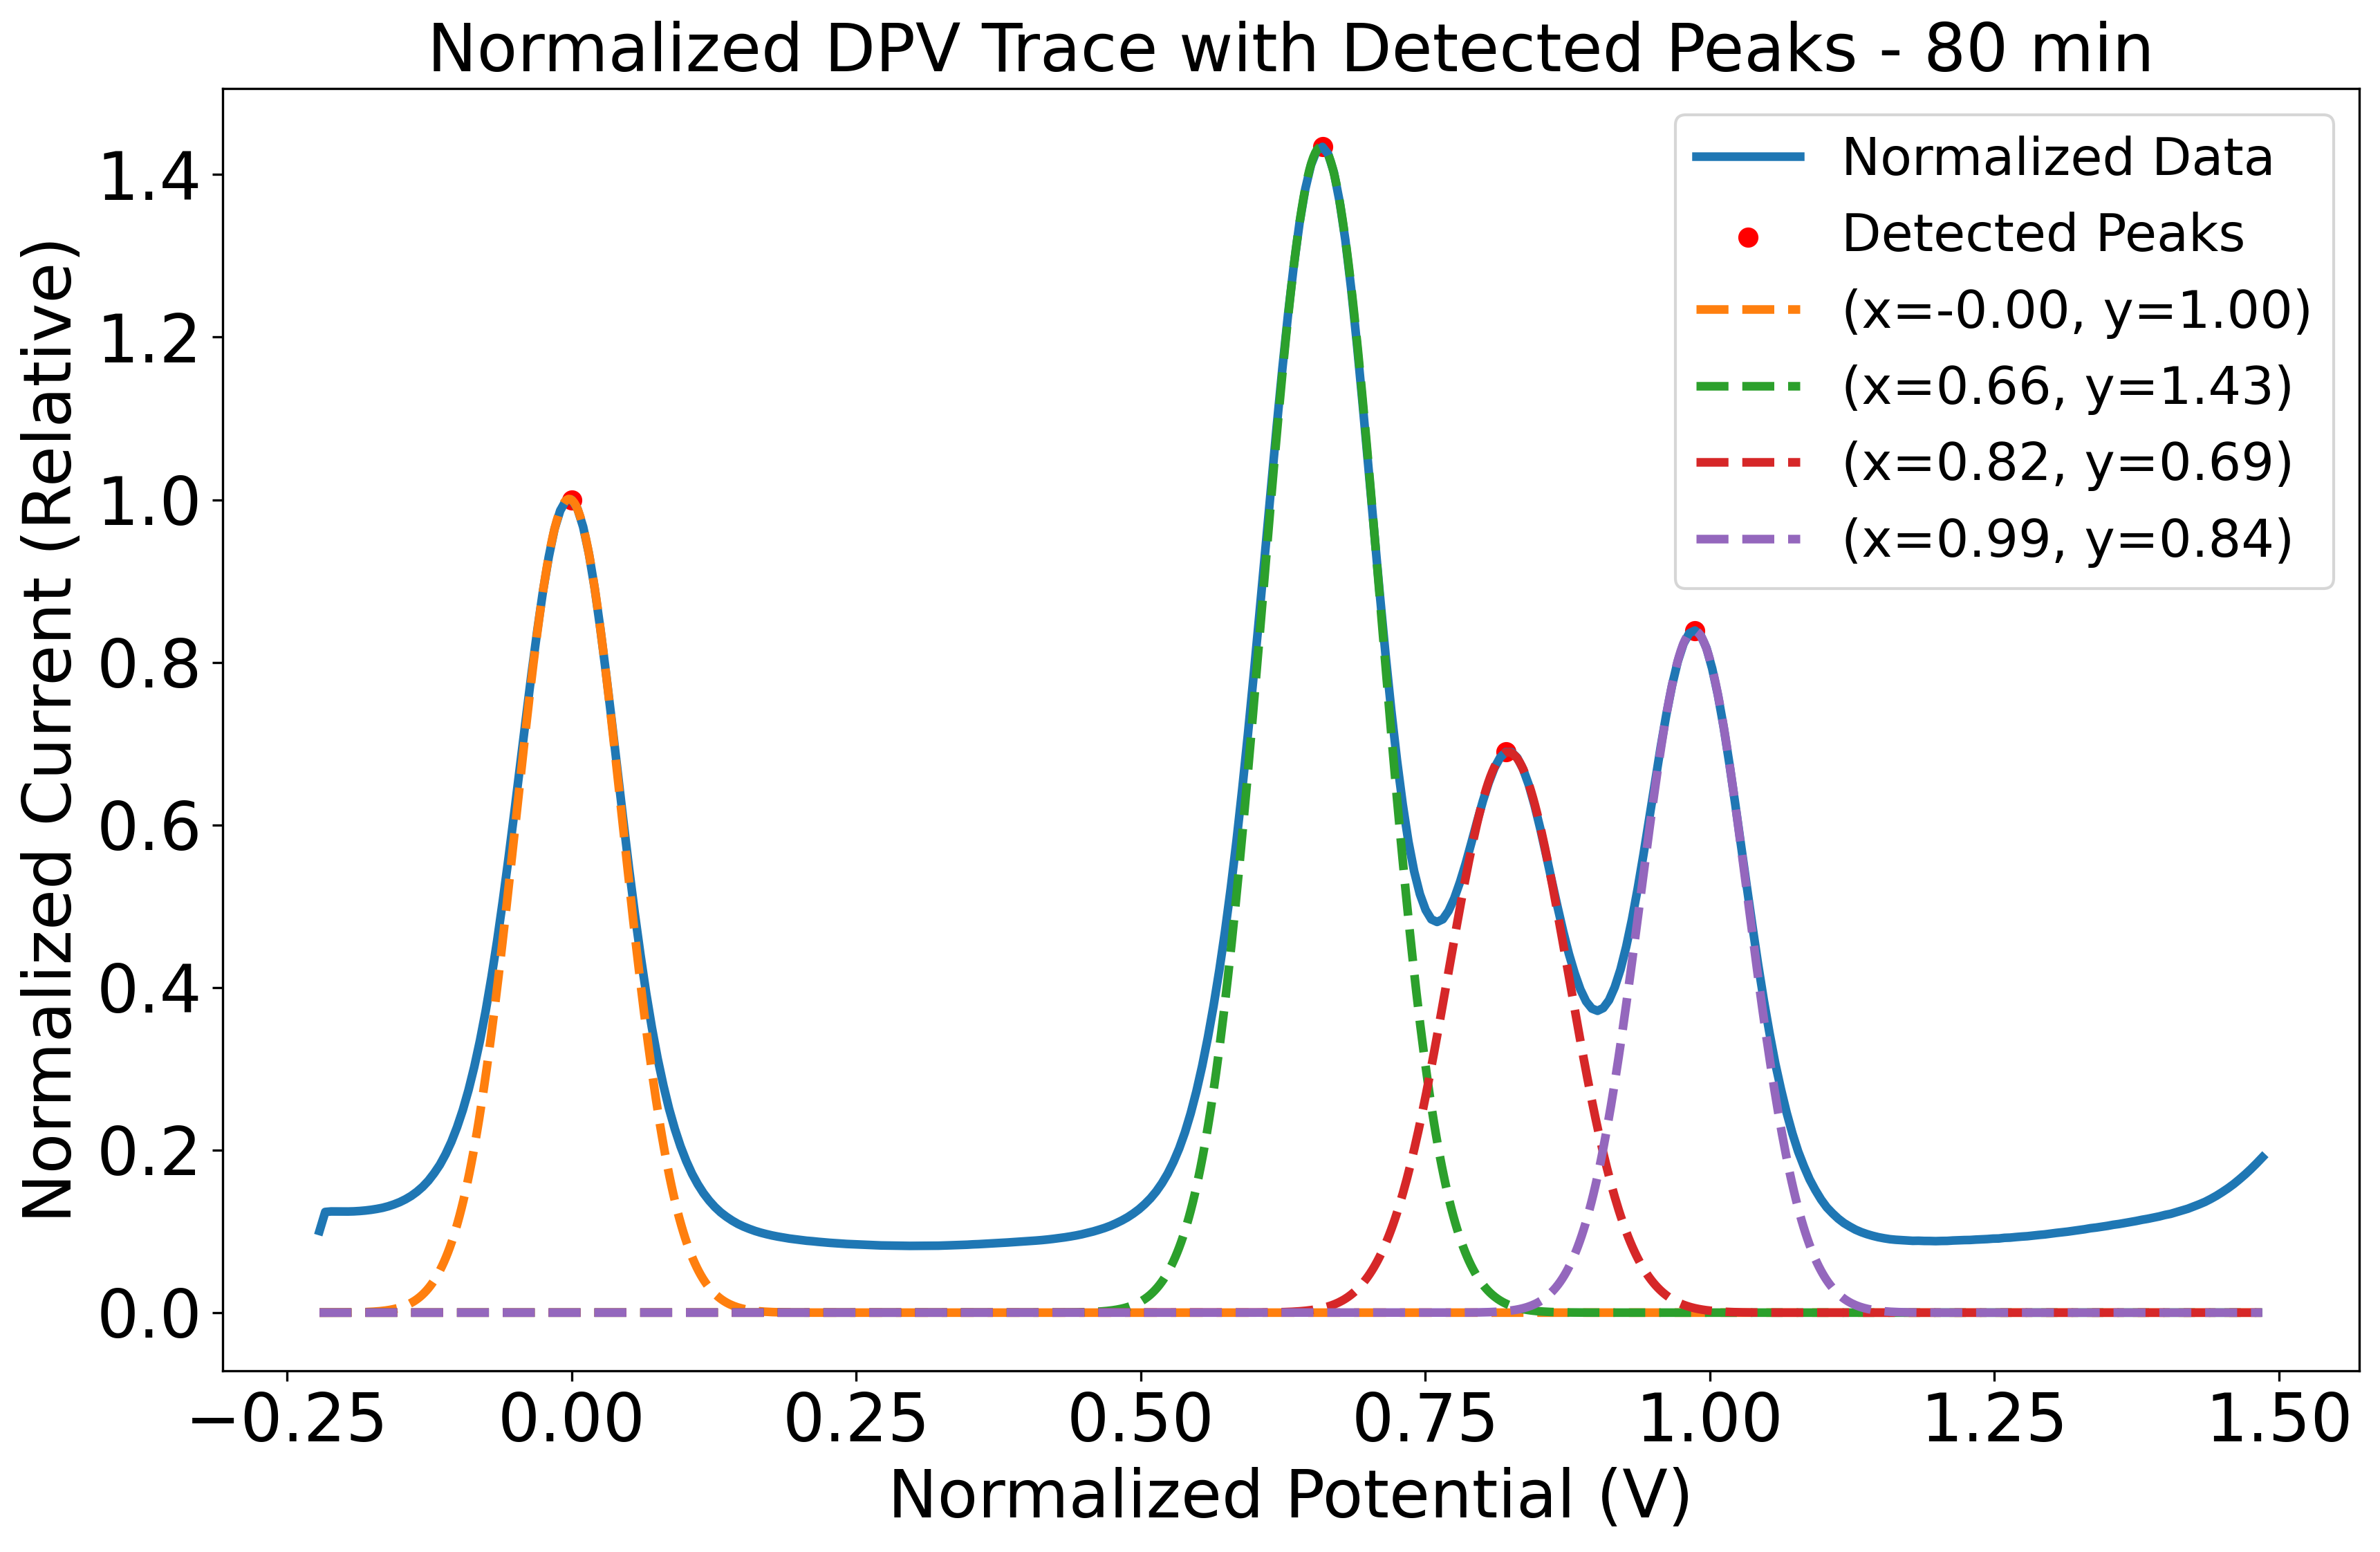 Normalized DPV Trace with Detected Peaks - 80 min
Normalized Current (Relative)
1.4
1.2
1.0
0.8
0.6
0.4
0.2
0.0
Normalized Data
Detected Peaks
(x=-0.00, y=1.00)
(x=0.66, y=1.43)
(x=0.82, y=0.69)
(x=0.99, y=0.84)
−0.25 0.00 0.25 0.50 0.75 1.00 1.25 1.50
Normalized Potential (V)